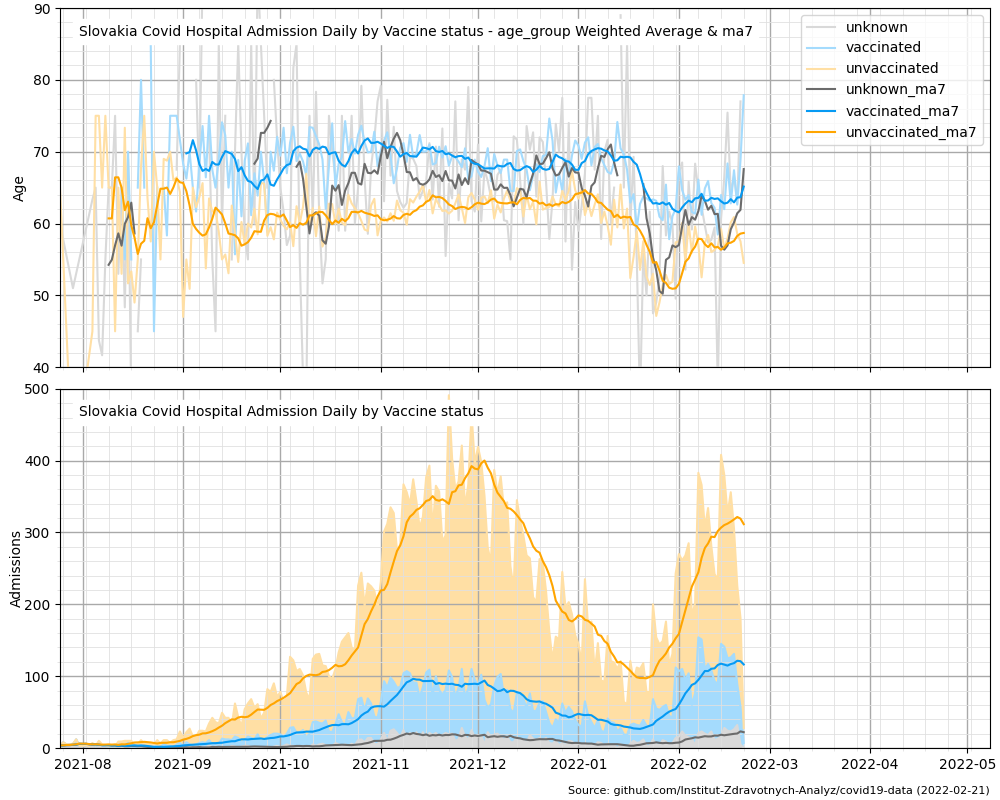 Slovakia Covid Hospital Admission Daily by Vaccine status - age_group Weighted Average & ma7
unknown
vaccinated
unvaccinated
unknown_ma7
vaccinated_ma7
unvaccinated_ma7
Age
90
80
70
60
50
40
Slovakia Covid Hospital Admission Daily by Vaccine status
Admissions
500
400
300
200
100
0
2021-08 2021-09 2021-10 2021-11 2021-12 2022-01 2022-02 2022-03 2022-04 2022-05
Source: github.com/Institut-Zdravotnych-Analyz/covid19-data (2022-02-21)